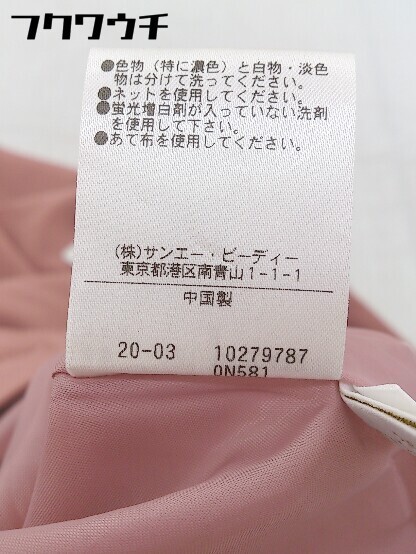 フクワウチ
●色物（特に濃色）と白物・淡色
物は分けて洗ってください。
●ネットを使用してください。
●蛍光増白剤が入っていない洗剤
を使用して下さい。
●あて布を使用してください。
(株)サンエー・ビーディー
東京都港区南青山1-1-1
中国製
20-03 10279787
0N581